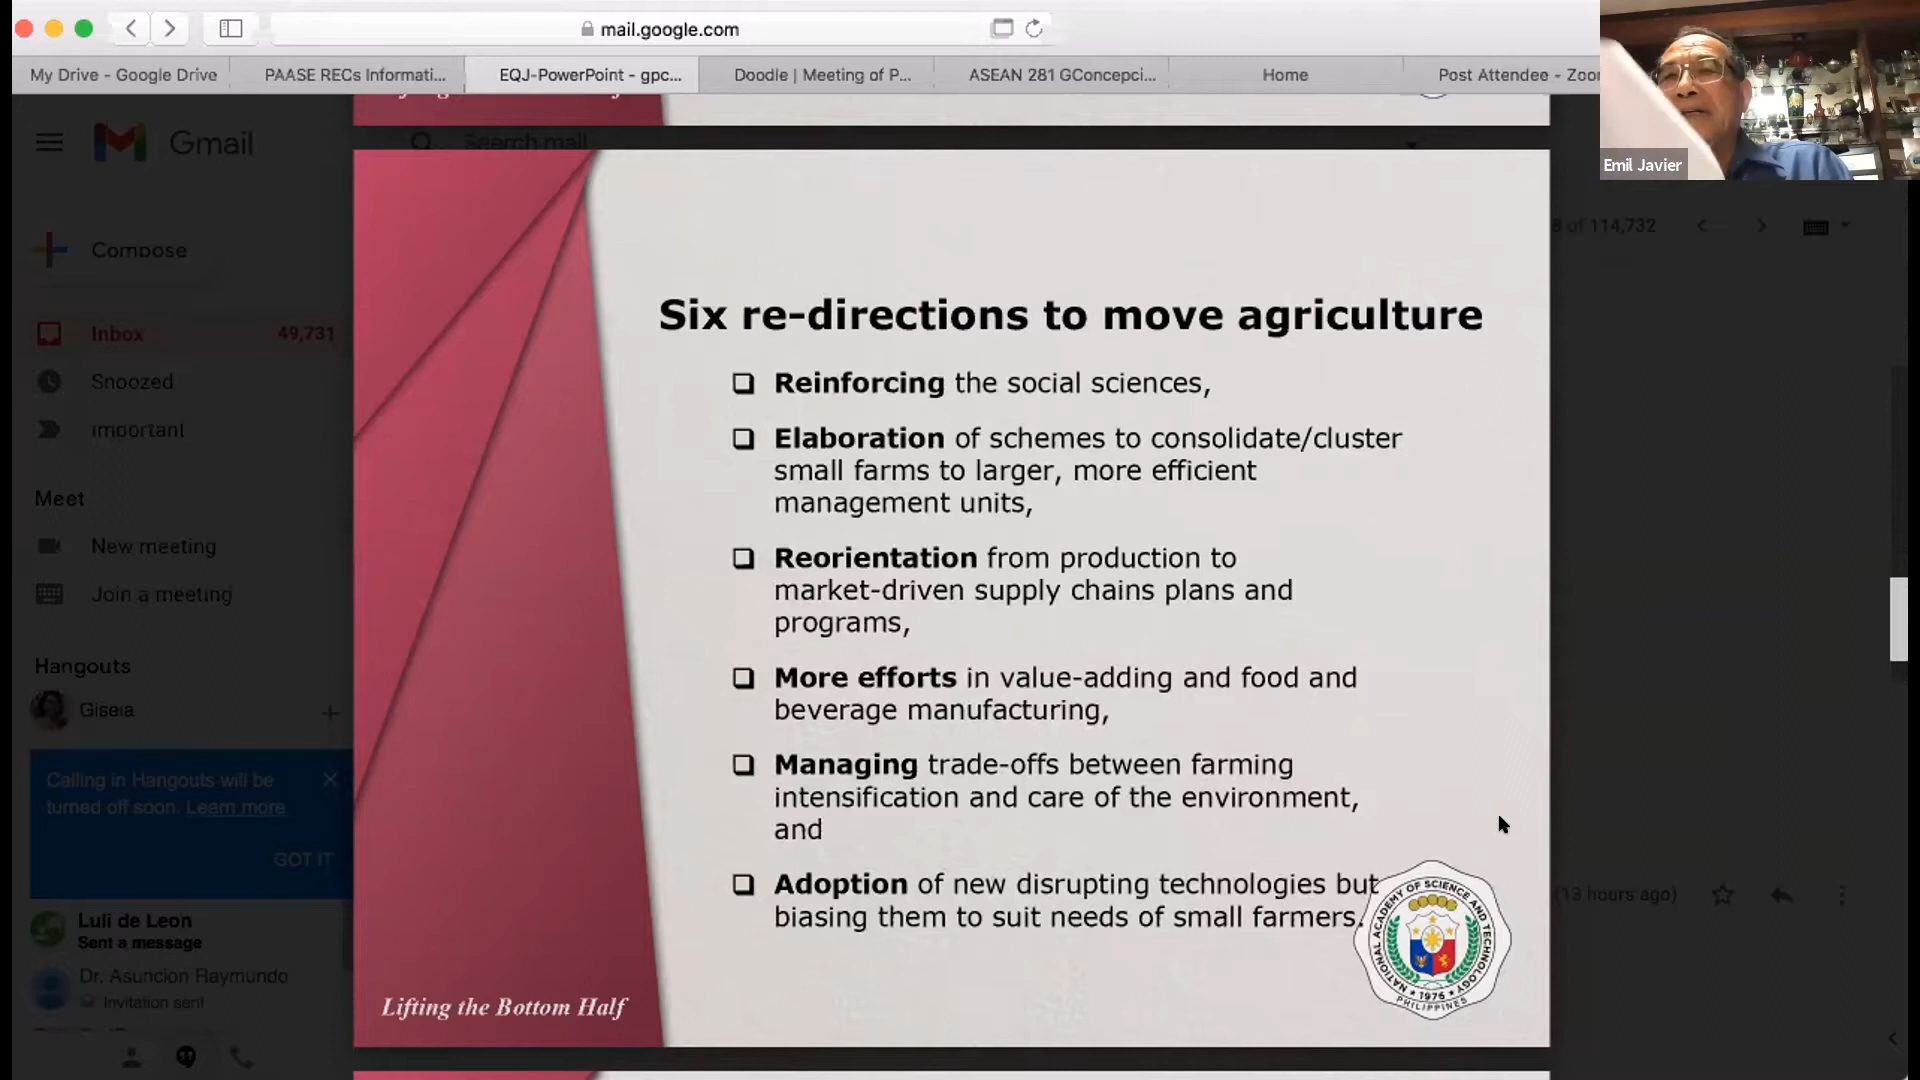 mail.google.com
My Drive - Google Drive
PAASE RECs Informati...
EQJ-PowerPoint - gpc...
Doodle | Meeting of P...
ASEAN 281 GConcepci...
Home
Post Attendee - Zoo
Emil Javier
Gmail
Search mail
8 of 114,732
Compose
Inbox 49,731
Snoozed
Important
Meet
New meeting
Join a meeting
Hangouts
Gisela
Calling in Hangouts will be
turned off soon. Learn more
GOT IT
Luli de Leon
Sent a message
Dr. Asuncion Raymundo
Invitation sent
Six re-directions to move agriculture
Reinforcing the social sciences,
Elaboration of schemes to consolidate/cluster
small farms to larger, more efficient
management units,
Reorientation from production to
market-driven supply chains plans and
programs,
More efforts in value-adding and food and
beverage manufacturing,
Managing trade-offs between farming
intensification and care of the environment,
and
Adoption of new disrupting technologies but
biasing them to suit needs of small farmers.
Lifting the Bottom Half
NATIONAL ACADEMY OF SCIENCE AND TECHNOLOGY
1976
PHILIPPINES
(13 hours ago)